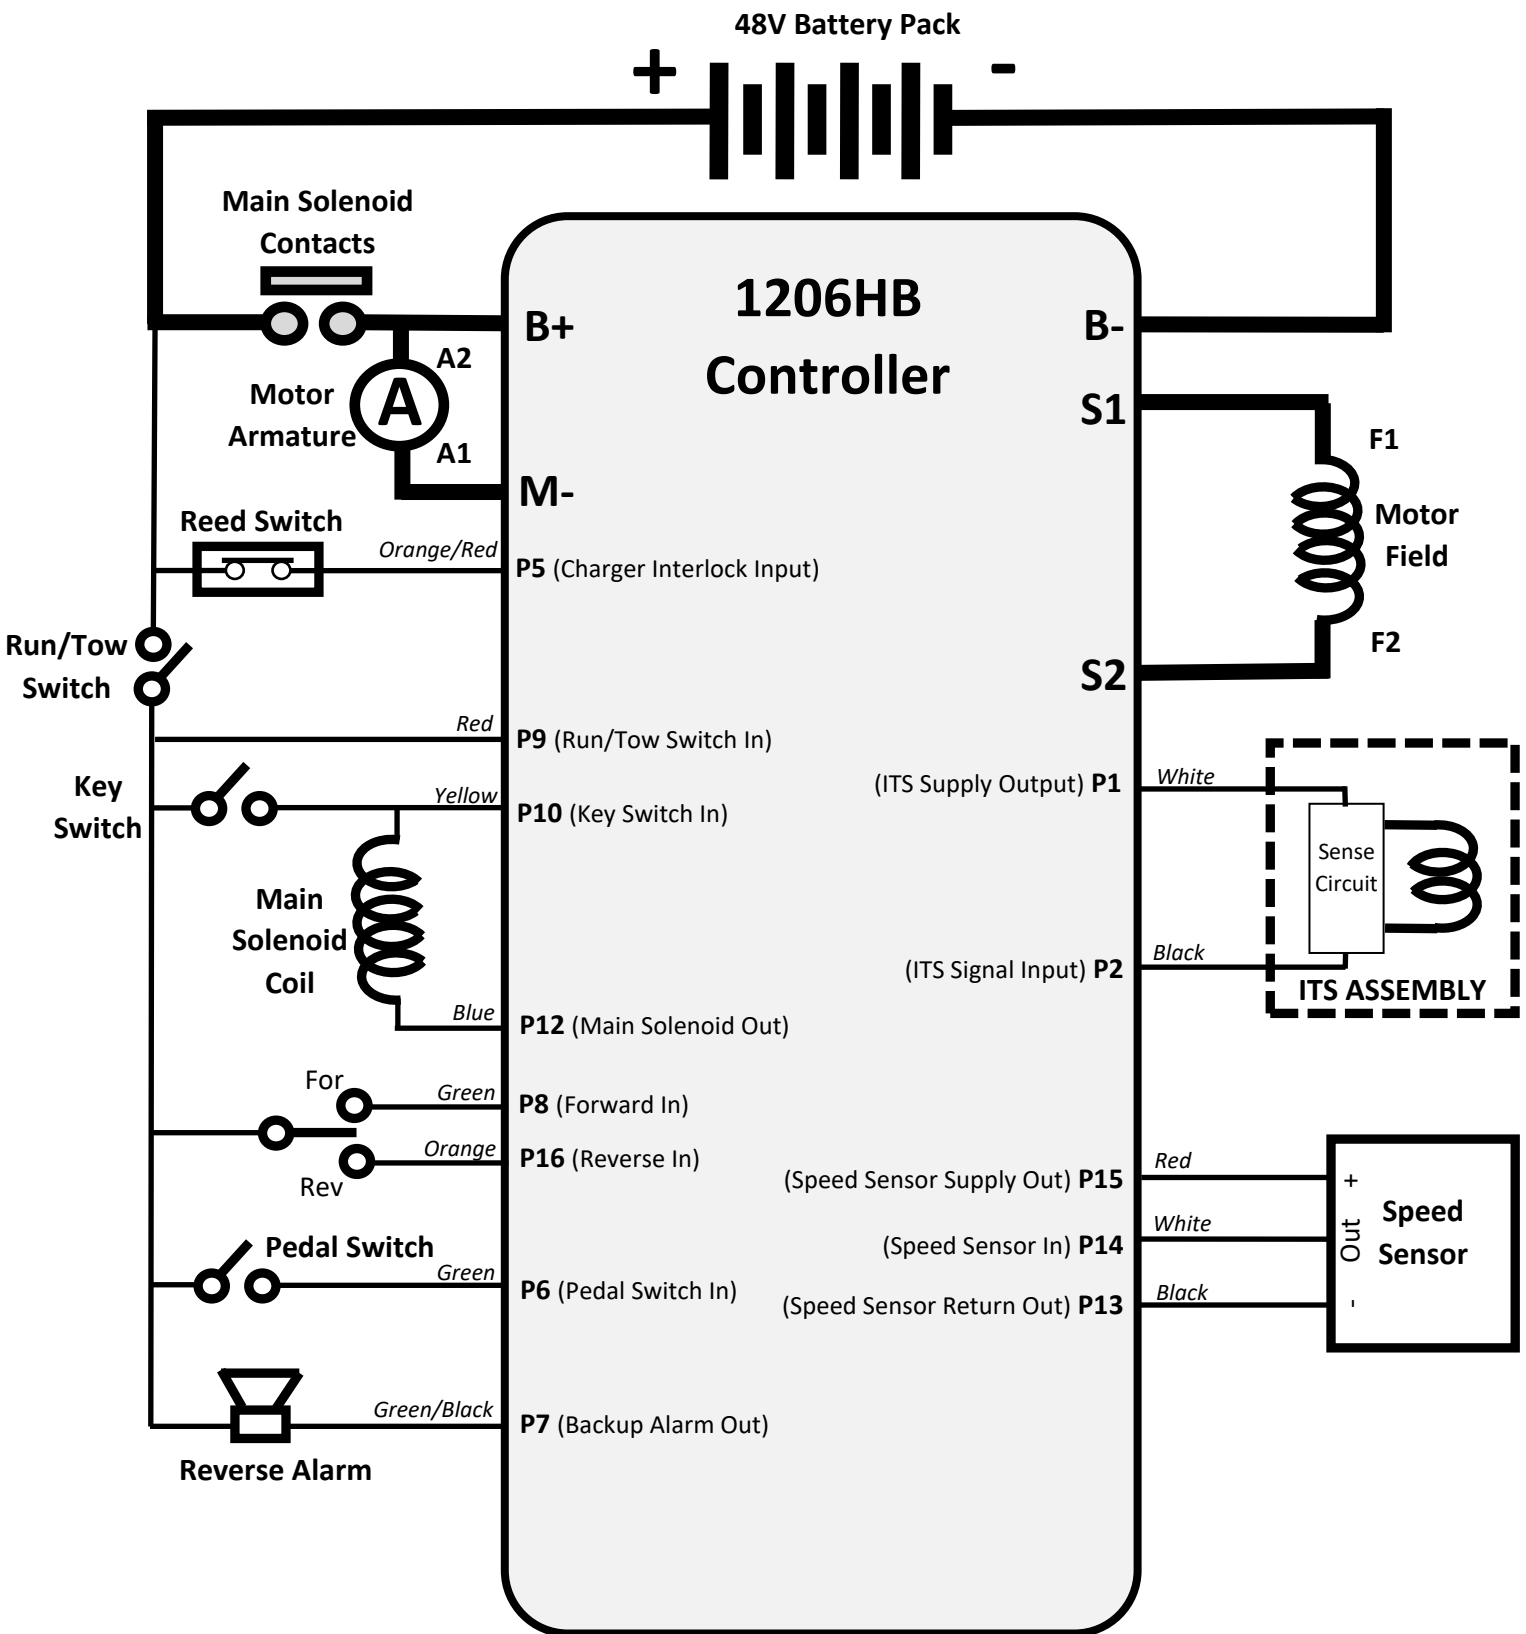 48V Battery Pack
+
-
Main Solenoid
Contacts
1206HB
Controller
B+
B-
A2
Motor
Armature
A
A1
M-
S1
F1
Motor
Field
F2
S2
Reed Switch
Orange/Red
P5 (Charger Interlock Input)
Run/Tow
Switch
Red
P9 (Run/Tow Switch In)
Key
Switch
Yellow
P10 (Key Switch In)
(ITS Supply Output) P1
White
Sense
Circuit
Main
Solenoid
Coil
(ITS Signal Input) P2
Black
ITS ASSEMBLY
Blue
P12 (Main Solenoid Out)
For
Green
P8 (Forward In)
Orange
P16 (Reverse In)
Rev
(Speed Sensor Supply Out) P15
Red
+
White
(Speed Sensor In) P14
Out
Speed
Sensor
(Speed Sensor Return Out) P13
Black
-
Pedal Switch
Green
P6 (Pedal Switch In)
Green/Black
P7 (Backup Alarm Out)
Reverse Alarm